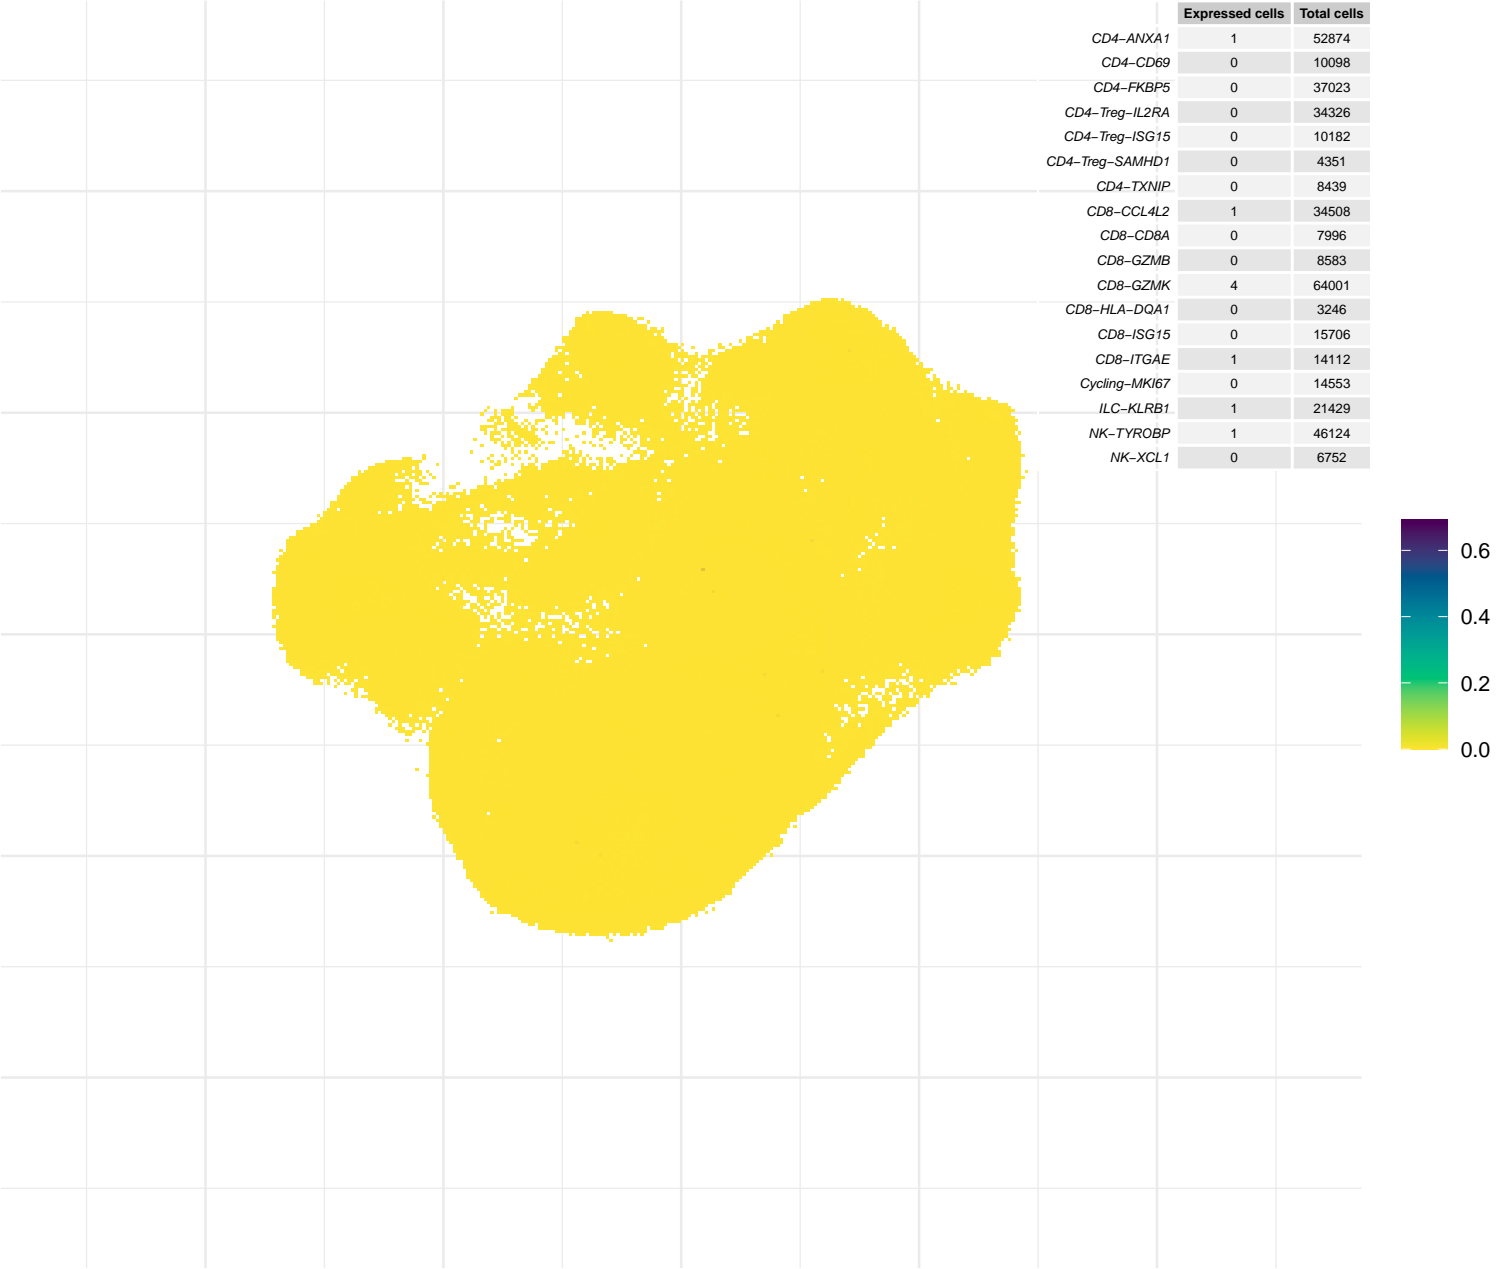 Expressed cells Total cells
CD4−ANXA1 1 52874
CD4−CD69 0 10098
CD4−FKBP5 0 37023
CD4−Treg−IL2RA 0 34326
CD4−Treg−ISG15 0 10182
CD4−Treg−SAMHD1 0 4351
CD4−TXNIP 0 8439
CD8−CCL4L2 1 34508
CD8−CD8A 0 7996
CD8−GZMB 0 8583
CD8−GZMK 4 64001
CD8−HLA−DQA1 0 3246
CD8−ISG15 0 15706
CD8−ITGAE 1 14112
Cycling−MKI67 0 14553
ILC−KLRB1 1 21429
NK−TYROBP 1 46124
NK−XCL1 0 6752
0.6
0.4
0.2
0.0